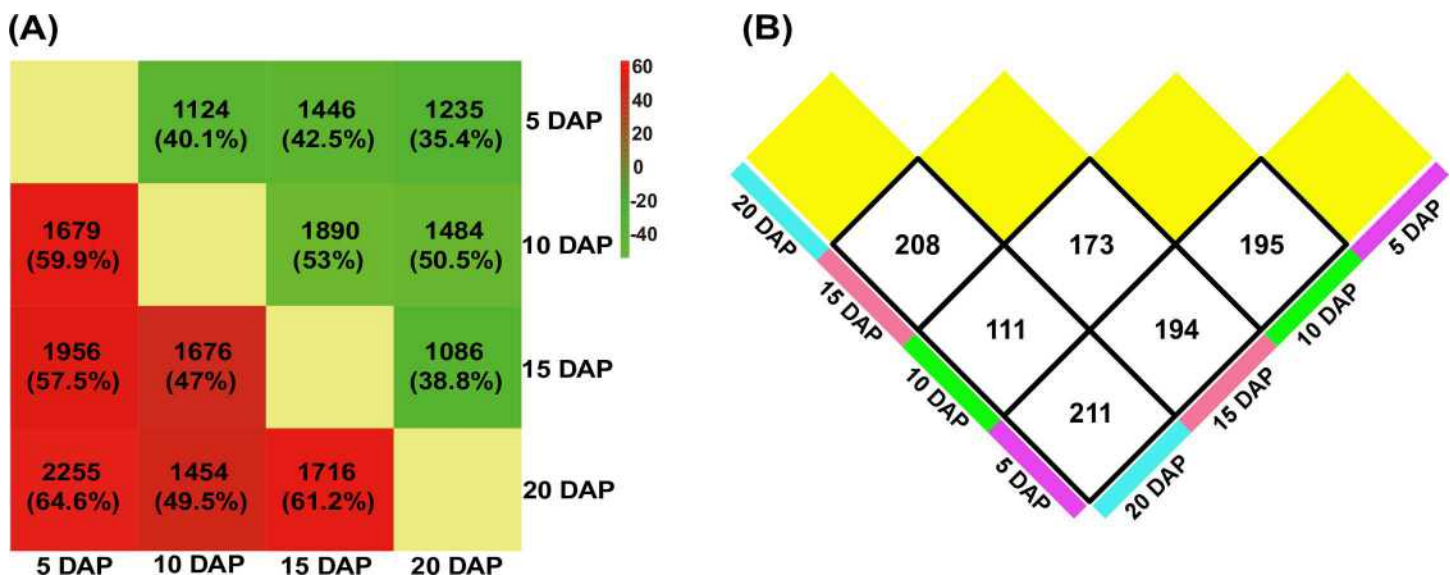 (A)
1124
(40.1%)
1446
(42.5%)
1235
(35.4%)
5 DAP
1679
(59.9%)
1890
(53%)
1484
(50.5%)
10 DAP
1956
(57.5%)
1676
(47%)
1086
(38.8%)
15 DAP
2255
(64.6%)
1454
(49.5%)
1716
(61.2%)
20 DAP
5 DAP
10 DAP
15 DAP
20 DAP
60
40
20
0
-20
-40
(B)
208
173
195
111
194
211
20 DAP
15 DAP
10 DAP
5 DAP
20 DAP
15 DAP
10 DAP
5 DAP